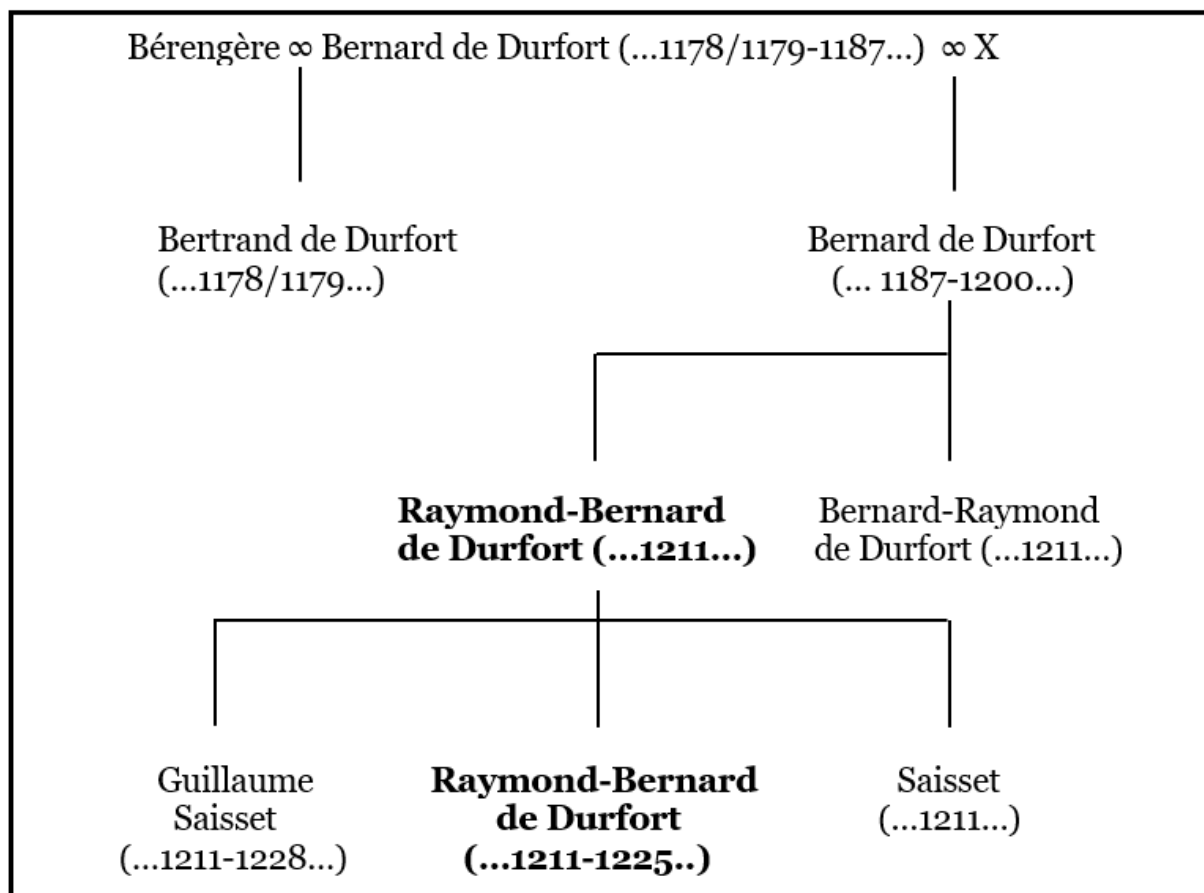 Bérengère ∞ Bernard de Durfort (...1178/1179-1187...) ∞ X
Bertrand de Durfort
(...1178/1179...)
Bernard de Durfort
(... 1187-1200...)
Raymond-Bernard
de Durfort (...1211...)
Bernard-Raymond
de Durfort (...1211...)
Guillaume
Saisset
(...1211-1228...)
Raymond-Bernard
de Durfort
(...1211-1225..)
Saisset
(...1211...)